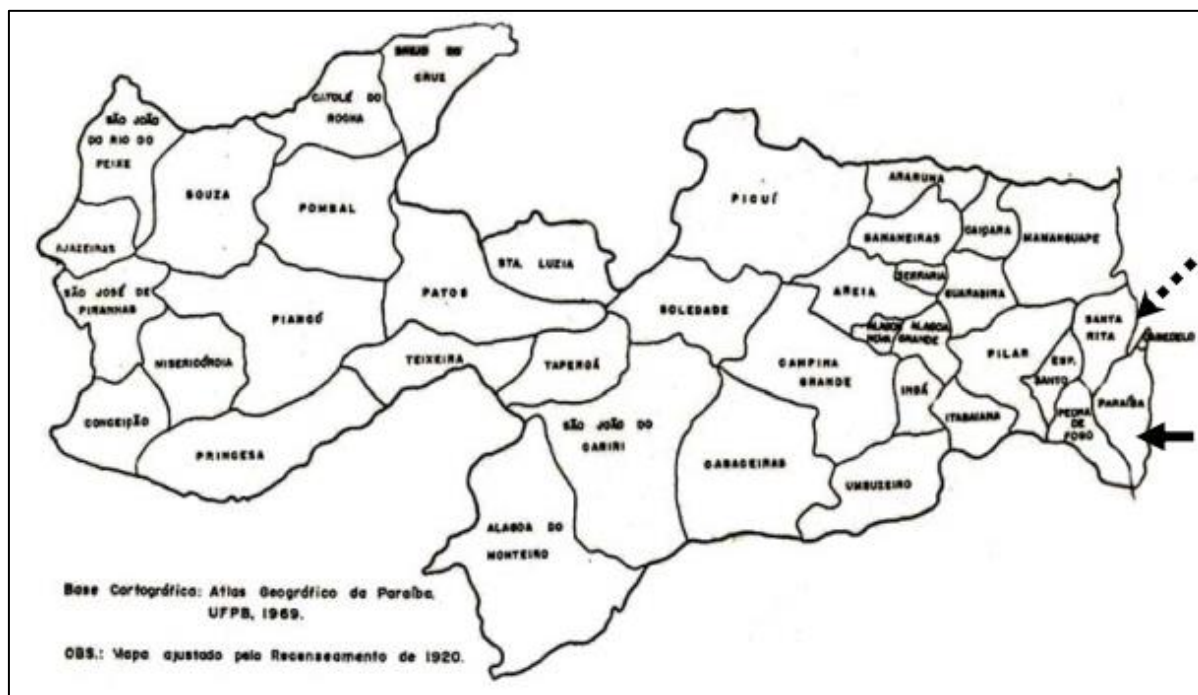 BREJO DO
CRUZ
CATOLÉ DO
ROCHA
SÃO JOÃO
DO RIO DO
PEIXE
SOUZA
POMBAL
PICUÍ
ARARUNA
BANANEIRAS
CAIÇARA
MAMANGUAPE
AJAZEIRAS
STA. LUZIA
PATOS
SERRARIA
AREIA
GUARABIRA
SÃO JOSÉ DE
PIRANHAS
PIANCÓ
SOLEDADE
SANTA
RITA
CABEDELO
ALAGOA
NOVA
ALAGOA
GRANDE
PILAR
ESP.
SANTO
MISERICÓRDIA
TEIXEIRA
TAPEROÁ
CAMPINA
GRANDE
INGÁ
PARAÍBA
PEDRA
DE
FOGO
ITABAIANA
CONCEIÇÃO
PRINCESA
SÃO JOÃO DO
CARIRI
CABACEIRAS
UMBUZEIRO
ALAGOA DO
MONTEIRO
Base Cartográfica: Atlas Geográfico da Paraíba.
UFPB, 1969.
OBS.: Mapa ajustado pelo Recenseamento de 1920.